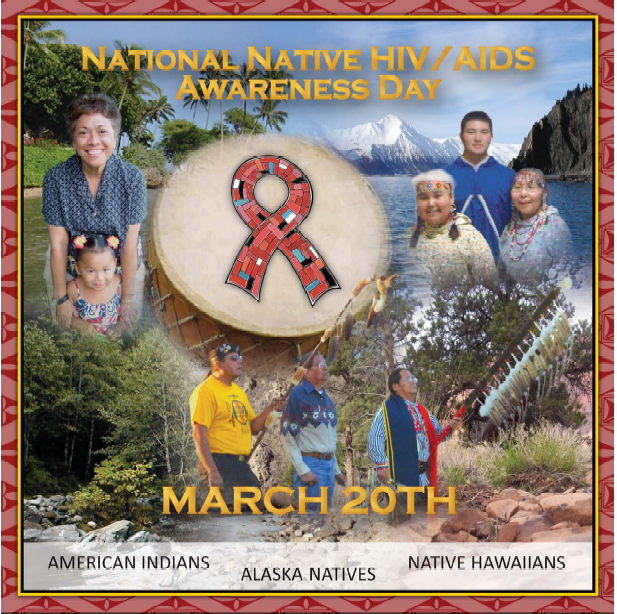 NATIONAL NATIVE HIV/AIDS
AWARENESS DAY
MARCH 20TH
AMERICAN INDIANS
ALASKA NATIVES
NATIVE HAWAIIANS